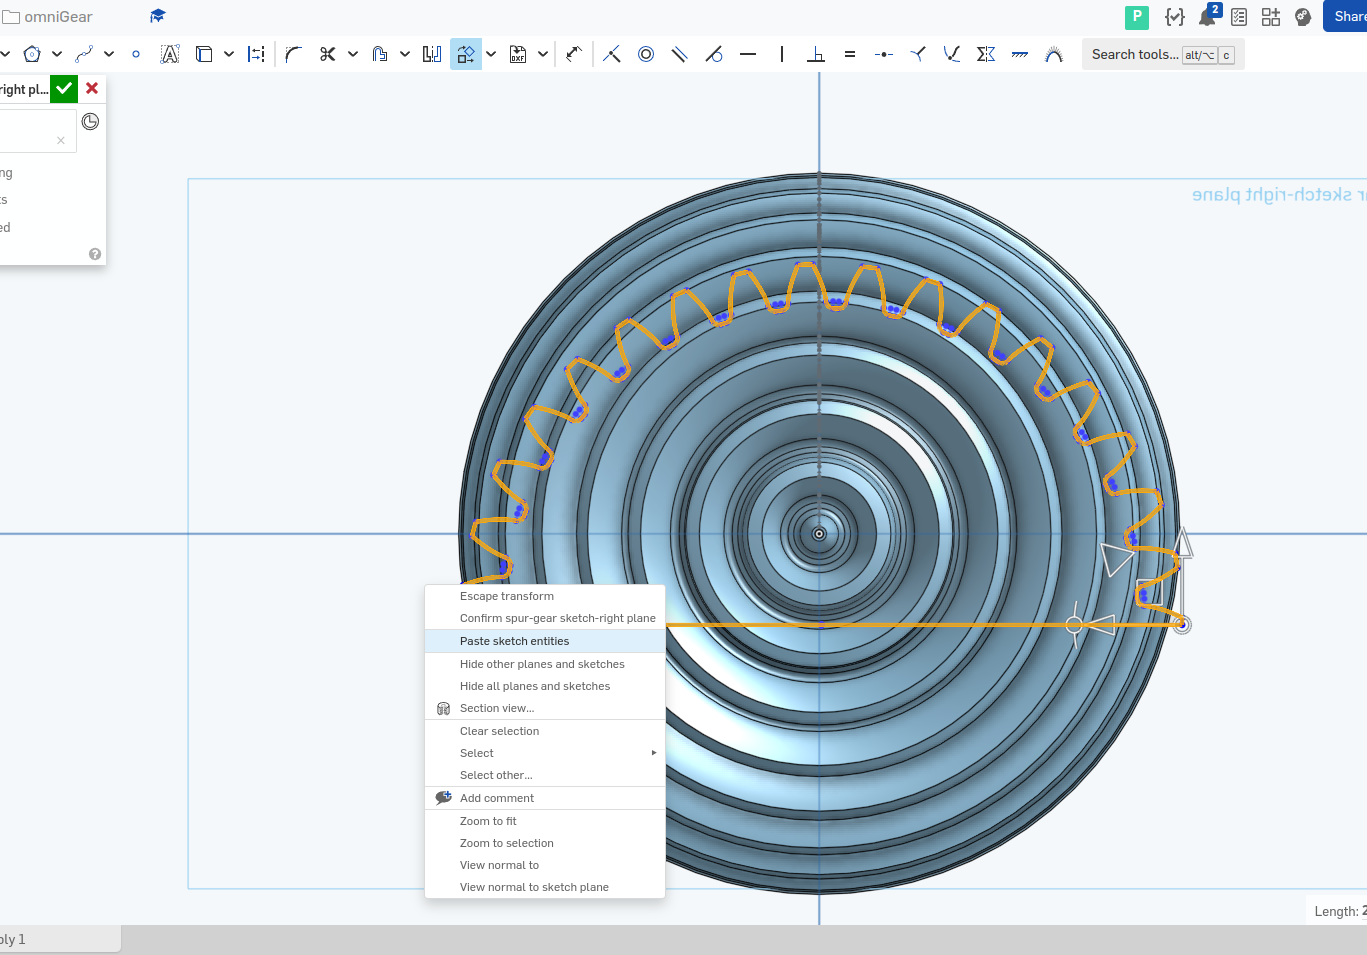 omniGear
P
2
Share
A
DXF
Search tools... alt/⌥ c
right pl...
ng
ts
ed
r sketch-right plane
Escape transform
Confirm spur-gear sketch-right plane
Paste sketch entities
Hide other planes and sketches
Hide all planes and sketches
Section view...
Clear selection
Select
Select other...
Add comment
Zoom to fit
Zoom to selection
View normal to
View normal to sketch plane
Length: 2
bly 1